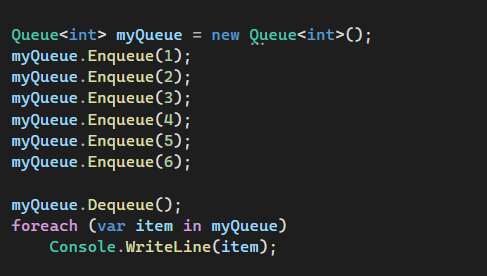 Queue<int> myQueue = new Queue<int>();
myQueue.Enqueue(1);
myQueue.Enqueue(2);
myQueue.Enqueue(3);
myQueue.Enqueue(4);
myQueue.Enqueue(5);
myQueue.Enqueue(6);
myQueue.Dequeue();
foreach (var item in myQueue)
    Console.WriteLine(item);